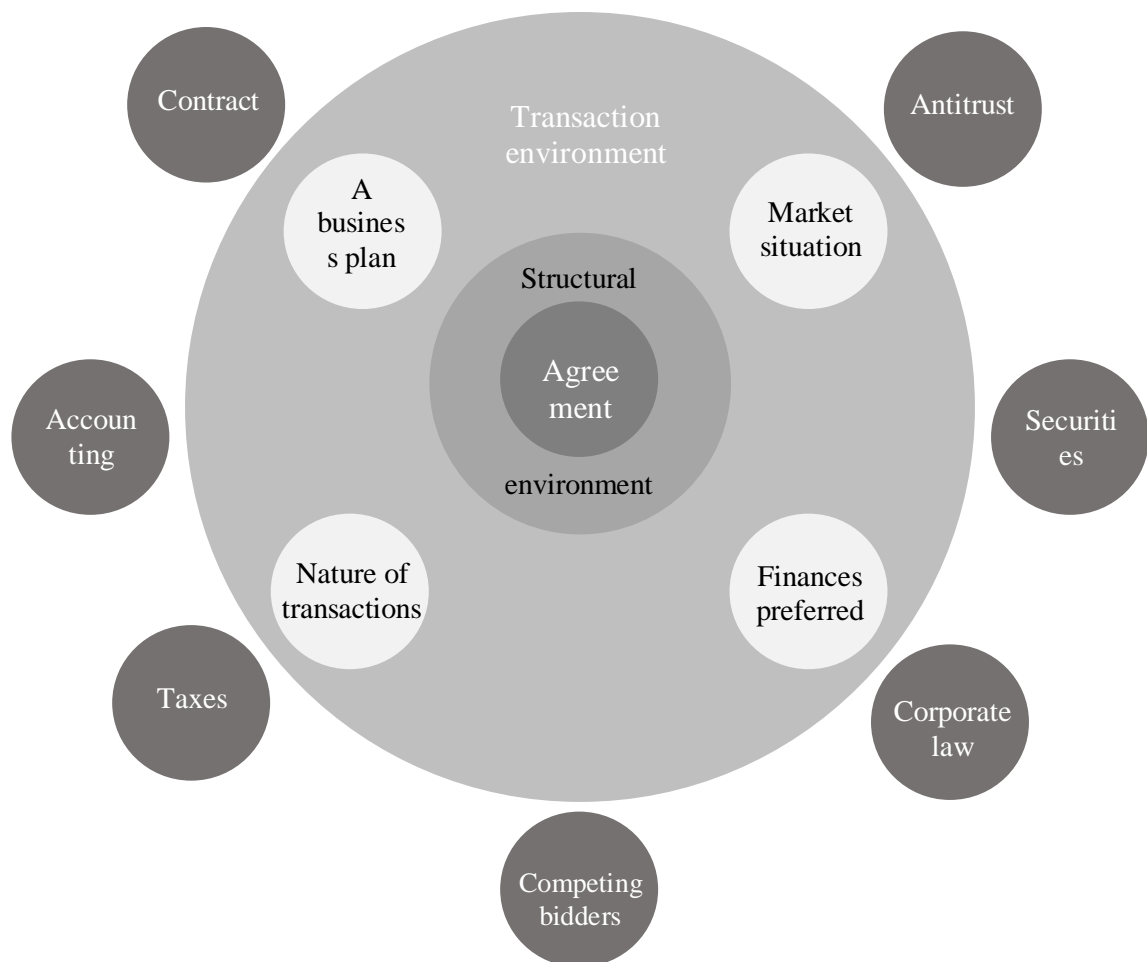 Contract
Antitrust
Transaction
environment
A
busines
s plan
Market
situation
Structural
Agree
ment
environment
Accoun
ting
Securiti
es
Nature of
transactions
Finances
preferred
Taxes
Corporate
law
Competing
bidders